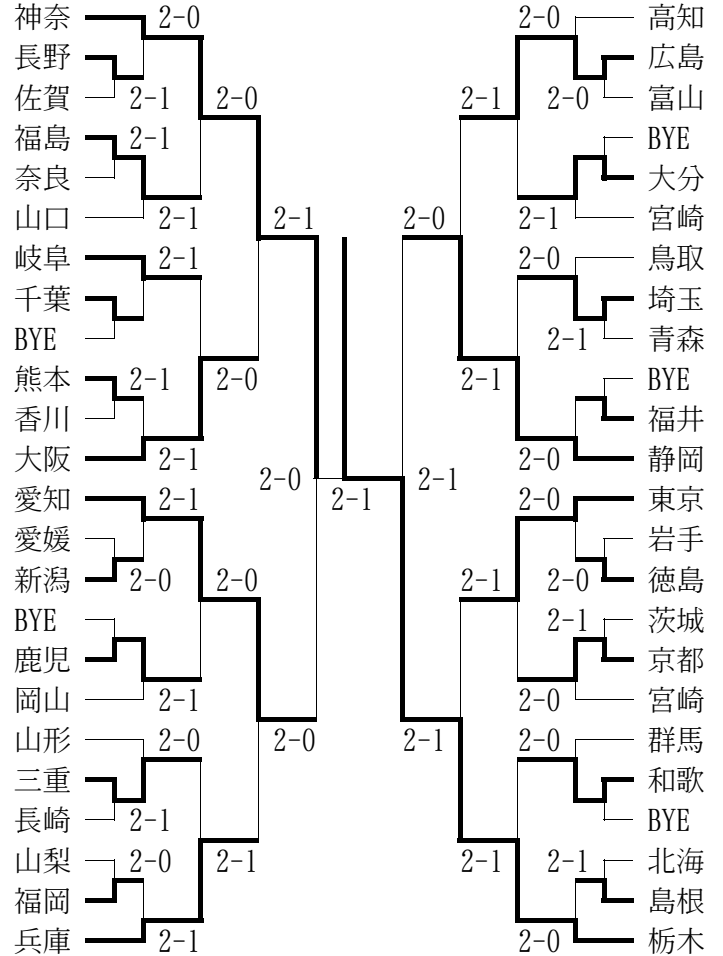 神奈 2-0 2-0 高知
長野 広島
佐賀 2-1 2-0 2-1 2-0 富山
福島 2-1 BYE
奈良 大分
山口 2-1 2-1 2-0 2-1 宮崎
岐阜 2-1 2-0 鳥取
千葉 埼玉
BYE 2-1 青森
熊本 2-1 2-0 2-1 BYE
香川 福井
大阪 2-1 2-0 2-1 2-1 2-0 静岡
愛知 2-1 2-0 東京
愛媛 岩手
新潟 2-0 2-0 2-1 2-0 徳島
BYE 2-1 茨城
鹿児 京都
岡山 2-1 2-0 宮崎
山形 2-0 2-0 2-1 2-0 群馬
三重 和歌
長崎 2-1 BYE
山梨 2-0 2-1 2-1 2-1 北海
福岡 島根
兵庫 2-1 2-0 栃木